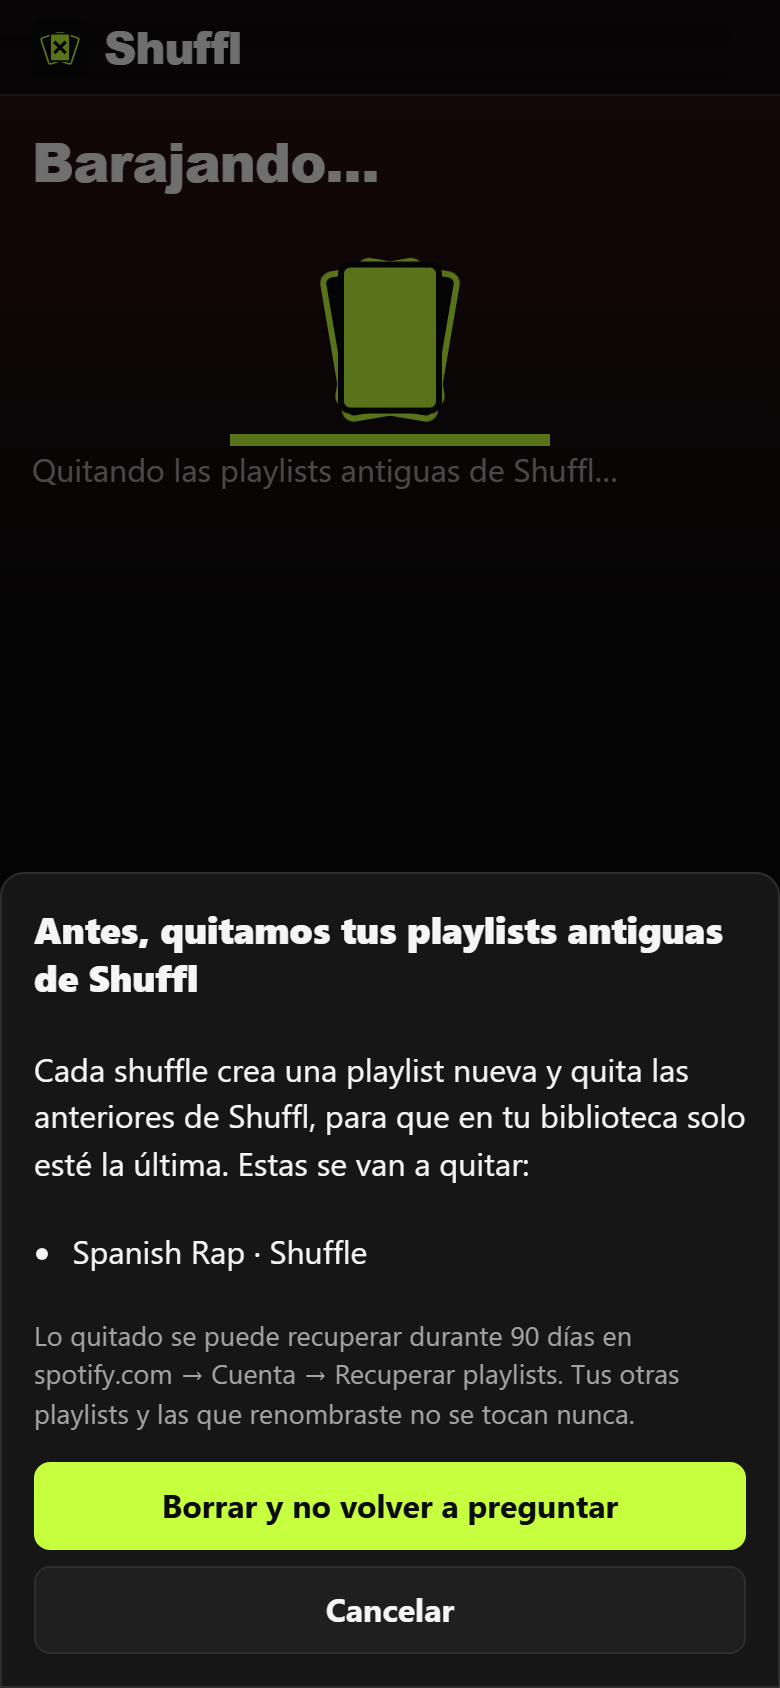 Shuffl
Barajando...
Quitando las playlists antiguas de Shuffl...
Antes, quitamos tus playlists antiguas
de Shuffl
Cada shuffle crea una playlist nueva y quita las
anteriores de Shuffl, para que en tu biblioteca solo
esté la última. Estas se van a quitar:
• Spanish Rap · Shuffle
Lo quitado se puede recuperar durante 90 días en
spotify.com → Cuenta → Recuperar playlists. Tus otras
playlists y las que renombraste no se tocan nunca.
Borrar y no volver a preguntar
Cancelar